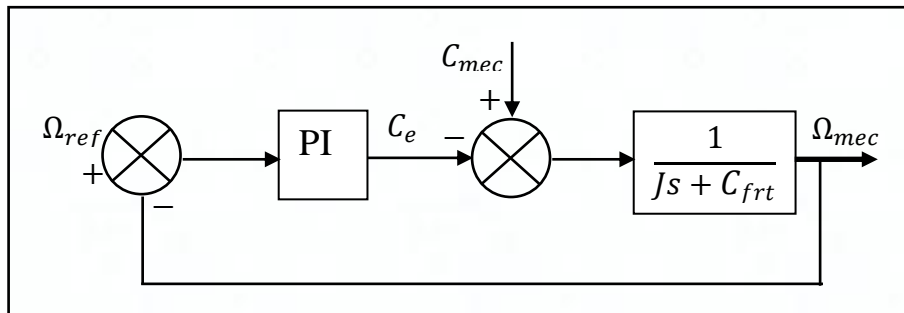 C_mec
+
Ω_ref
+
−
PI
C_e
−
1
Js + C_frt
Ω_mec